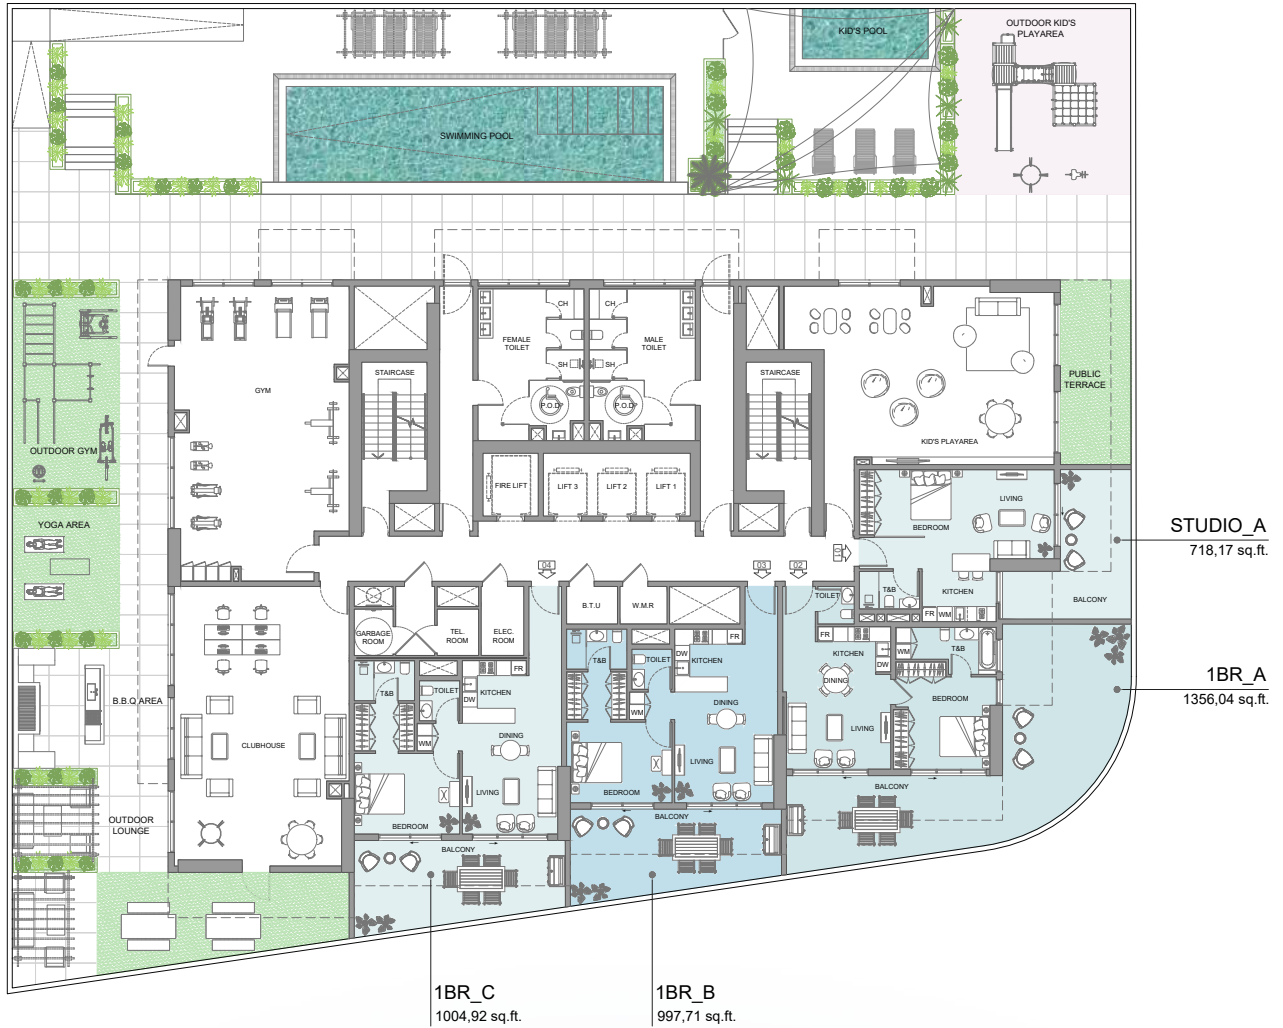 OUTDOOR KID'S
PLAYAREA
KID'S POOL
SWIMMING POOL
CH
CH
FEMALE
TOILET
MALE
TOILET
SH
SH
STAIRCASE
STAIRCASE
PUBLIC
TERRACE
GYM
P.O.D
P.O.D
KID'S PLAYAREA
OUTDOOR GYM
FIRE LIFT
LIFT 3
LIFT 2
LIFT 1
LIVING
BEDROOM
YOGA AREA
STUDIO_A
718,17 sq.ft.
01
04
03
02
T&B
KITCHEN
TOILET
BALCONY
B.T.U
W.M.R
FR
WM
GARBAGE
ROOM
TEL.
ROOM
ELEC.
ROOM
FR
FR
KITCHEN
DW
WM
T&B
DW
KITCHEN
TOILET
T&B
1BR_A
1356,04 sq.ft.
T&B
TOILET
KITCHEN
FR
DW
DINING
BEDROOM
B.B.Q AREA
WM
DINING
LIVING
CLUBHOUSE
WM
DINING
LIVING
BALCONY
LIVING
BEDROOM
OUTDOOR
LOUNGE
BEDROOM
BALCONY
BALCONY
1BR_C
1004,92 sq.ft.
1BR_B
997,71 sq.ft.